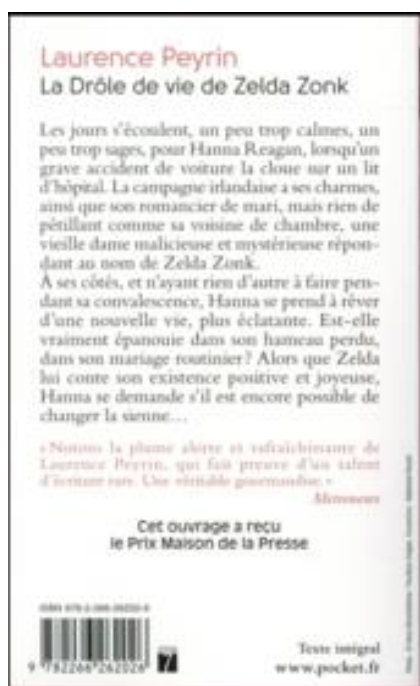 Laurence Peyrin
La Drôle de vie de Zelda Zonk
Les jours s'écoulent, un peu trop calmes, un
peu trop sages, pour Hanna Reagan, lorsqu'un
grave accident de voiture la cloue sur un lit
d'hôpital. La campagne irlandaise a ses charmes,
ainsi que son romancier de mari, mais rien de
pétillant comme sa voisine de chambre, une
vieille dame malicieuse et mystérieuse répon-
dant au nom de Zelda Zonk.
À ses côtés, et n'ayant rien d'autre à faire pen-
dant sa convalescence, Hanna se prend à rêver
d'une nouvelle vie, plus éclatante. Est-elle
vraiment épanouie dans son hameau perdu,
dans son mariage routinier ? Alors que Zelda
lui conte son existence positive et joyeuse,
Hanna se demande s'il est encore possible de
changer la sienne…
« Notons la plume alerte et rafraîchissante de
Laurence Peyrin, qui fait preuve d'un talent
d'écriture rare. Une véritable gourmandise. »
Metronews
Cet ouvrage a reçu
le Prix Maison de la Presse
ISBN
9 782266 262026
Texte intégral
www.pocket.fr